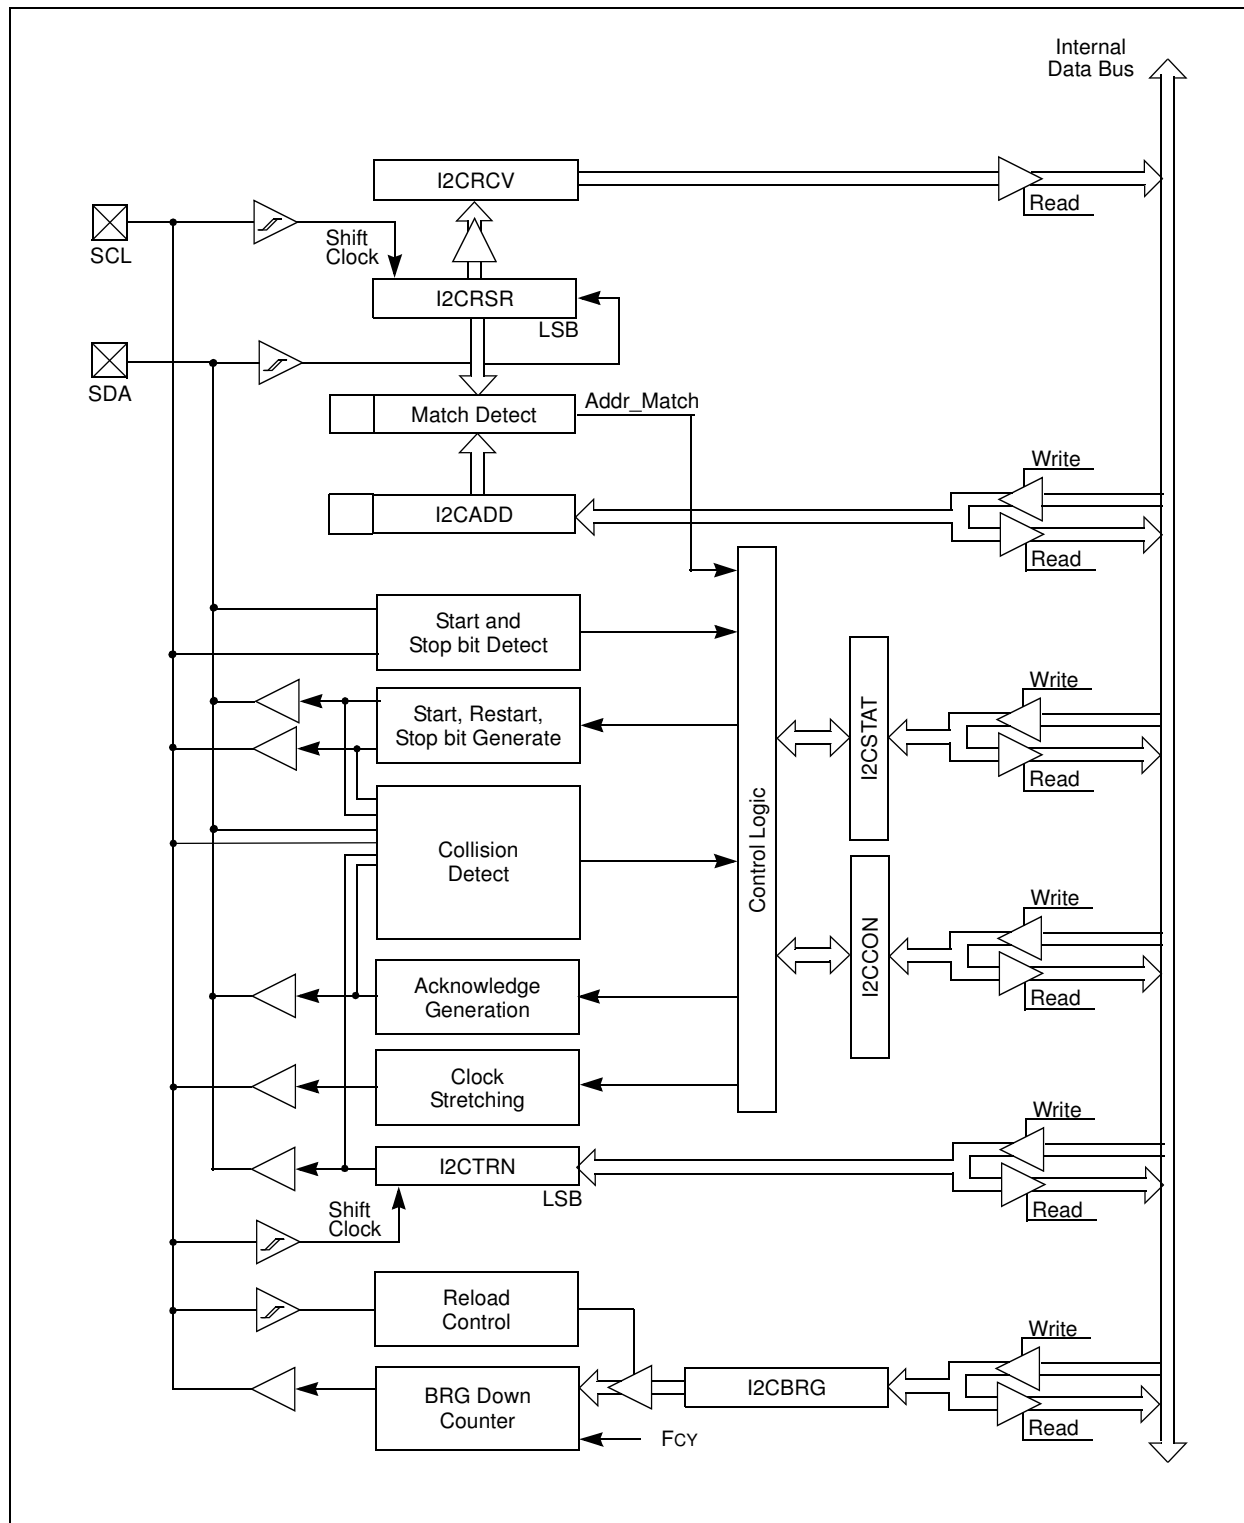 Internal
Data Bus
I2CRCV
Read
SCL
Shift
Clock
I2CRSR
LSB
SDA
Match Detect
Addr_Match
Write
I2CADD
Read
Start and
Stop bit Detect
Start, Restart,
Stop bit Generate
Write
I2CSTAT
Read
Control Logic
Collision
Detect
Write
I2CCON
Read
Acknowledge
Generation
Clock
Stretching
Write
I2CTRN
LSB
Read
Shift
Clock
Reload
Control
Write
I2CBRG
BRG Down
Counter
Read
FCY